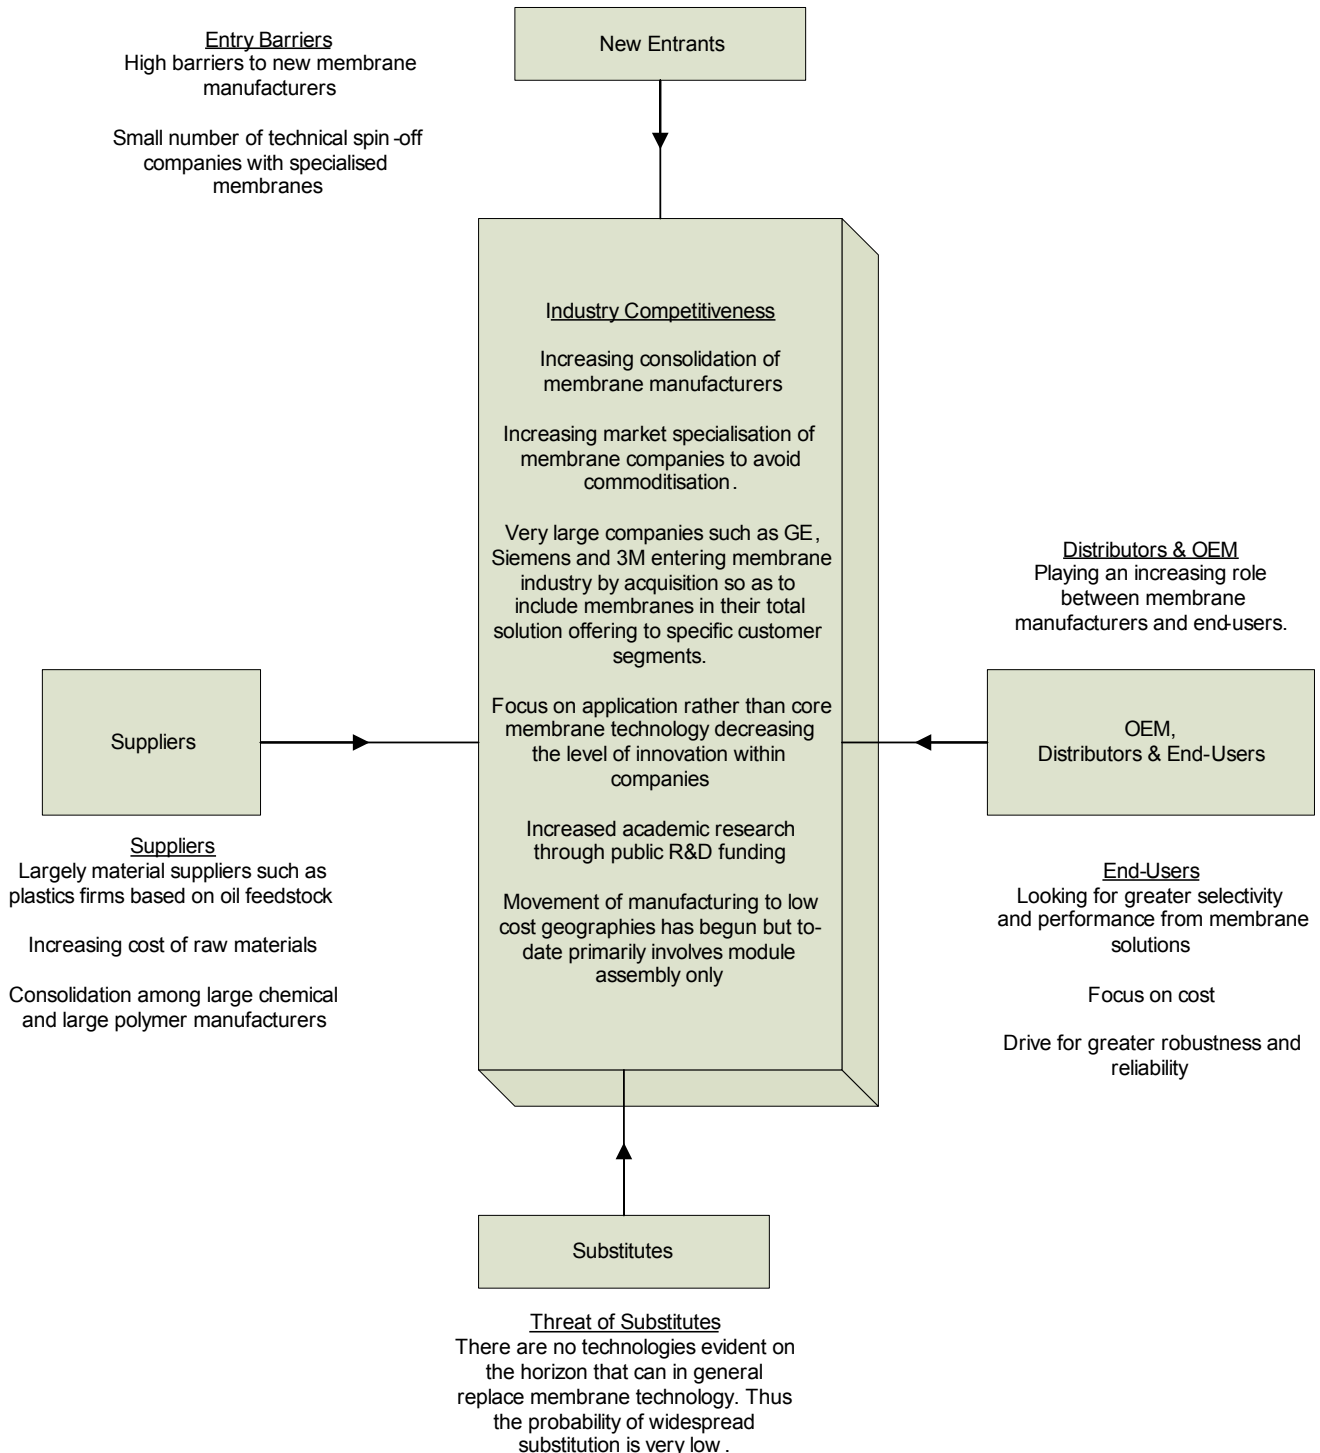 Entry Barriers
High barriers to new membrane
manufacturers
Small number of technical spin-off
companies with specialised
membranes
New Entrants
Industry Competitiveness
Increasing consolidation of
membrane manufacturers
Increasing market specialisation of
membrane companies to avoid
commoditisation.
Very large companies such as GE,
Siemens and 3M entering membrane
industry by acquisition so as to
include membranes in their total
solution offering to specific customer
segments.
Focus on application rather than core
membrane technology decreasing
the level of innovation within
companies
Increased academic research
through public R&D funding
Movement of manufacturing to low
cost geographies has begun but to-
date primarily involves module
assembly only
Suppliers
Suppliers
Largely material suppliers such as
plastics firms based on oil feedstock
Increasing cost of raw materials
Consolidation among large chemical
and large polymer manufacturers
Distributors & OEM
Playing an increasing role
between membrane
manufacturers and end-users.
OEM,
Distributors & End-Users
End-Users
Looking for greater selectivity
and performance from membrane
solutions
Focus on cost
Drive for greater robustness and
reliability
Substitutes
Threat of Substitutes
There are no technologies evident on
the horizon that can in general
replace membrane technology. Thus
the probability of widespread
substitution is very low.